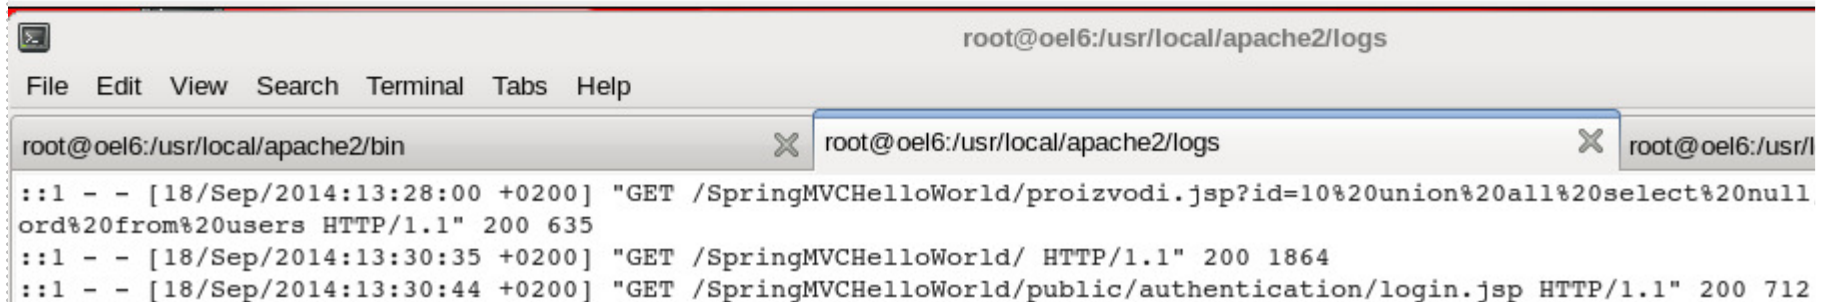 root@oel6:/usr/local/apache2/logs
File Edit View Search Terminal Tabs Help
root@oel6:/usr/local/apache2/bin root@oel6:/usr/local/apache2/logs root@oel6:/usr/l
::1 - - [18/Sep/2014:13:28:00 +0200] "GET /SpringMVCHelloWorld/proizvodi.jsp?id=10%20union%20all%20select%20null
ord%20from%20users HTTP/1.1" 200 635
::1 - - [18/Sep/2014:13:30:35 +0200] "GET /SpringMVCHelloWorld/ HTTP/1.1" 200 1864
::1 - - [18/Sep/2014:13:30:44 +0200] "GET /SpringMVCHelloWorld/public/authentication/login.jsp HTTP/1.1" 200 712